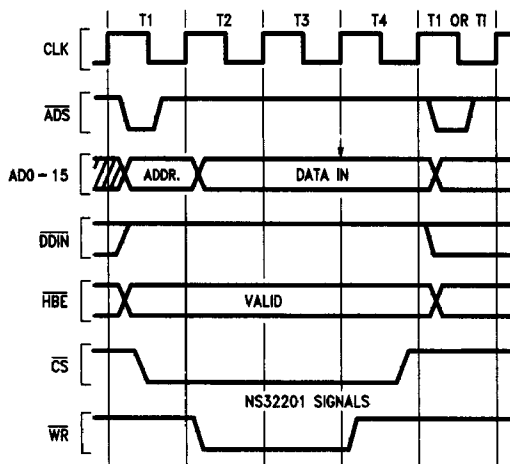 T1 T2 T3 T4 T1 OR Ti
CLK
ADS
AD0-15 ADDR. DATA IN
DDIN
HBE VALID
CS
NS32201 SIGNALS
WR